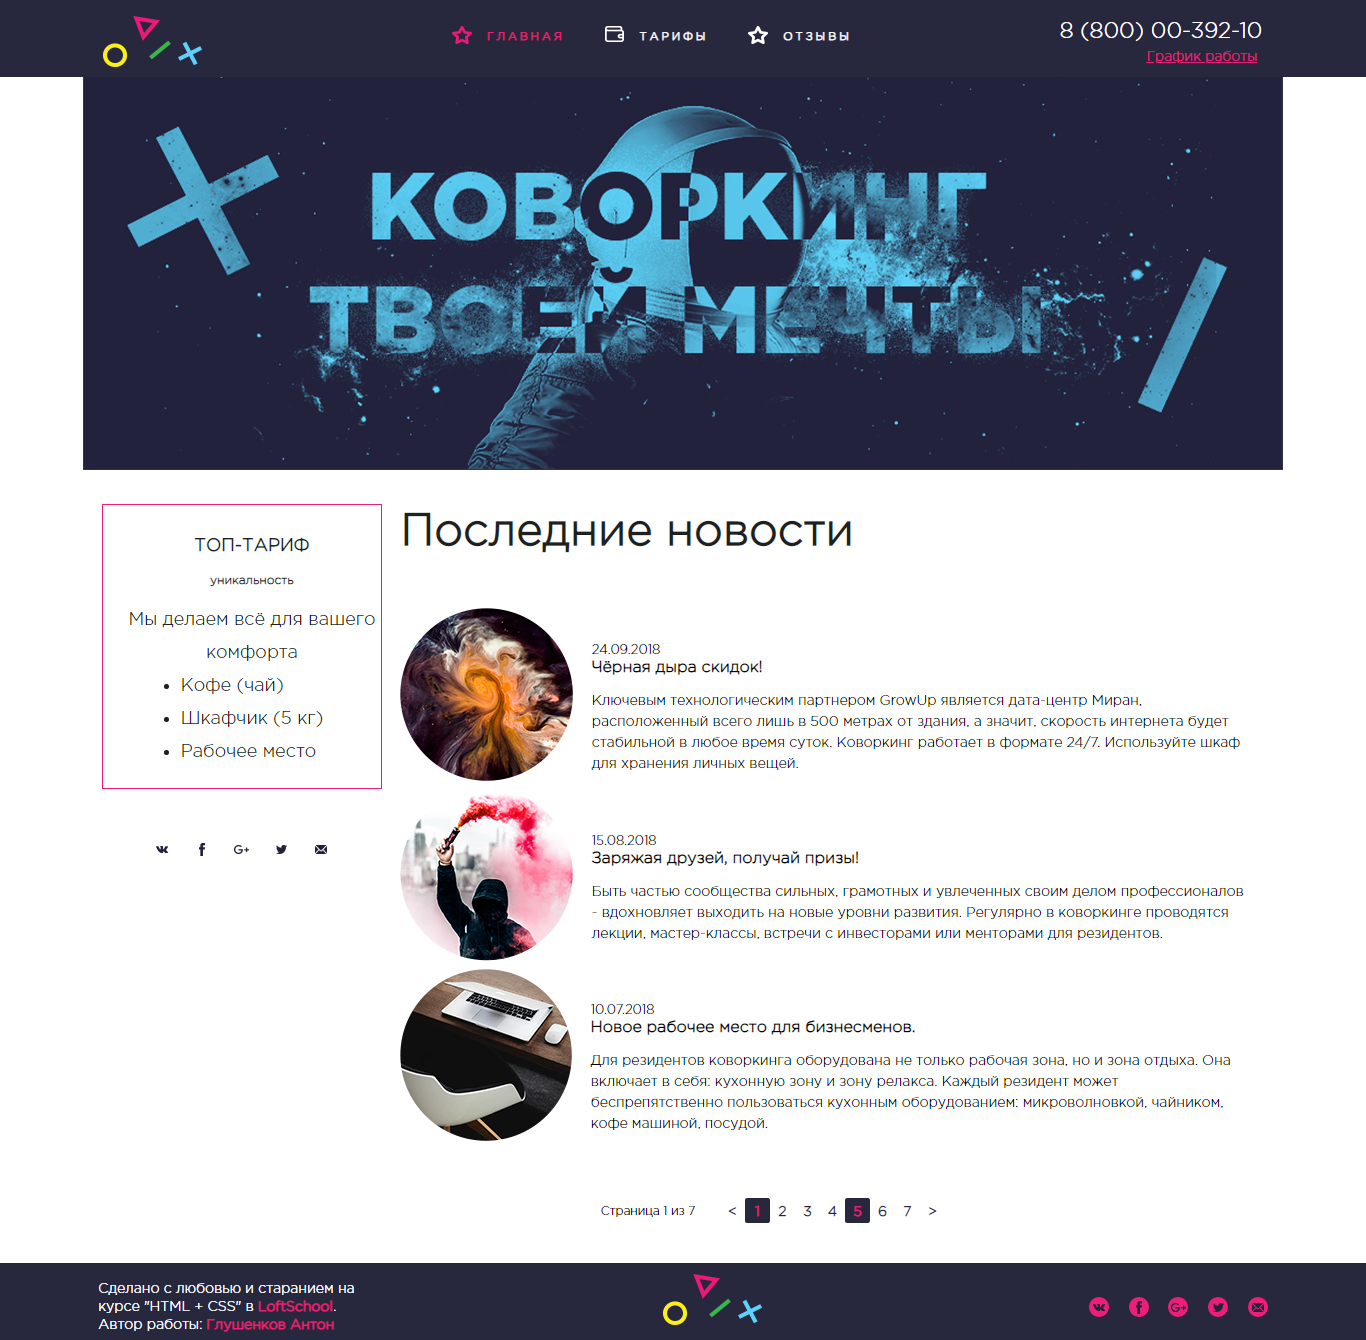 ГЛАВНАЯ
ТАРИФЫ
ОТЗЫВЫ
8 (800) 00-392-10
График работы
КОВОРКИНГ
ТВОЕЙ МЕЧТЫ
ТОП-ТАРИФ
уникальность
Мы делаем всё для вашего
комфорта
Кофе (чай)
Шкафчик (5 кг)
Рабочее место
Последние новости
24.09.2018
Чёрная дыра скидок!
Ключевым технологическим партнером GrowUp является дата-центр Миран,
расположенный всего лишь в 500 метрах от здания, а значит, скорость интернета будет
стабильной в любое время суток. Коворкинг работает в формате 24/7. Используйте шкаф
для хранения личных вещей.
15.08.2018
Заряжая друзей, получай призы!
Быть частью сообщества сильных, грамотных и увлеченных своим делом профессионалов
- вдохновляет выходить на новые уровни развития. Регулярно в коворкинге проводятся
лекции, мастер-классы, встречи с инвесторами или менторами для резидентов.
10.07.2018
Новое рабочее место для бизнесменов.
Для резидентов коворкинга оборудована не только рабочая зона, но и зона отдыха. Она
включает в себя: кухонную зону и зону релакса. Каждый резидент может
беспрепятственно пользоваться кухонным оборудованием: микроволновкой, чайником,
кофе машиной, посудой.
Страница 1 из 7 < 1 2 3 4 5 6 7 >
Сделано с любовью и старанием на
курсе "HTML + CSS" в LoftSchool.
Автор работы: Глушенков Антон